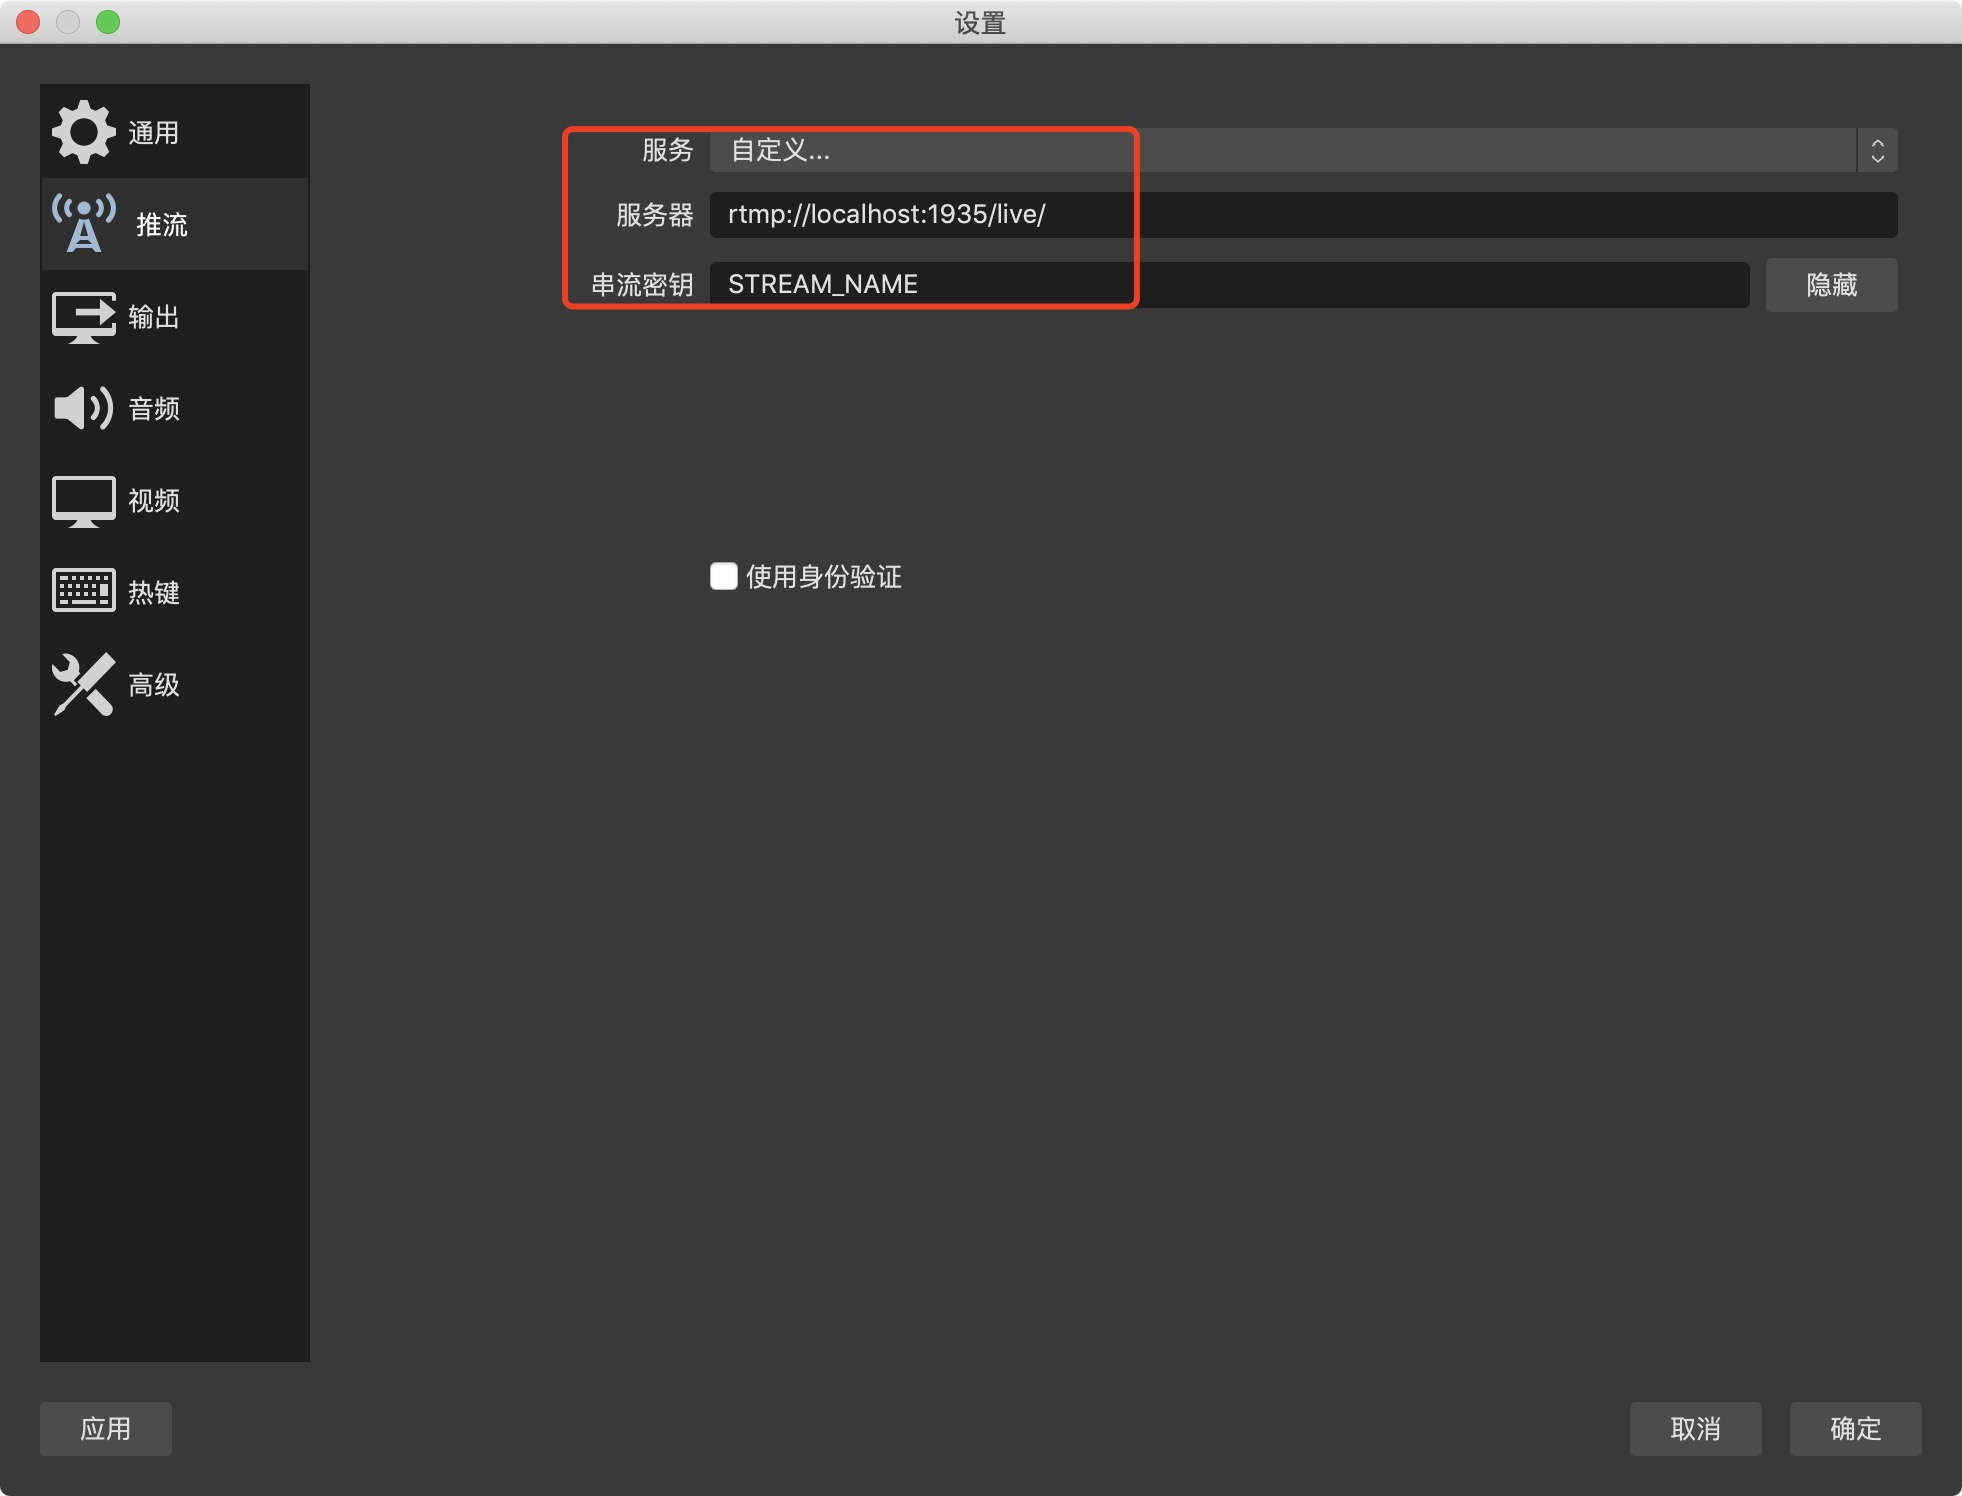 设置
通用
推流
输出
音频
视频
热键
高级
服务 自定义...
服务器 rtmp://localhost:1935/live/
串流密钥 STREAM_NAME 隐藏
使用身份验证
应用 取消 确定